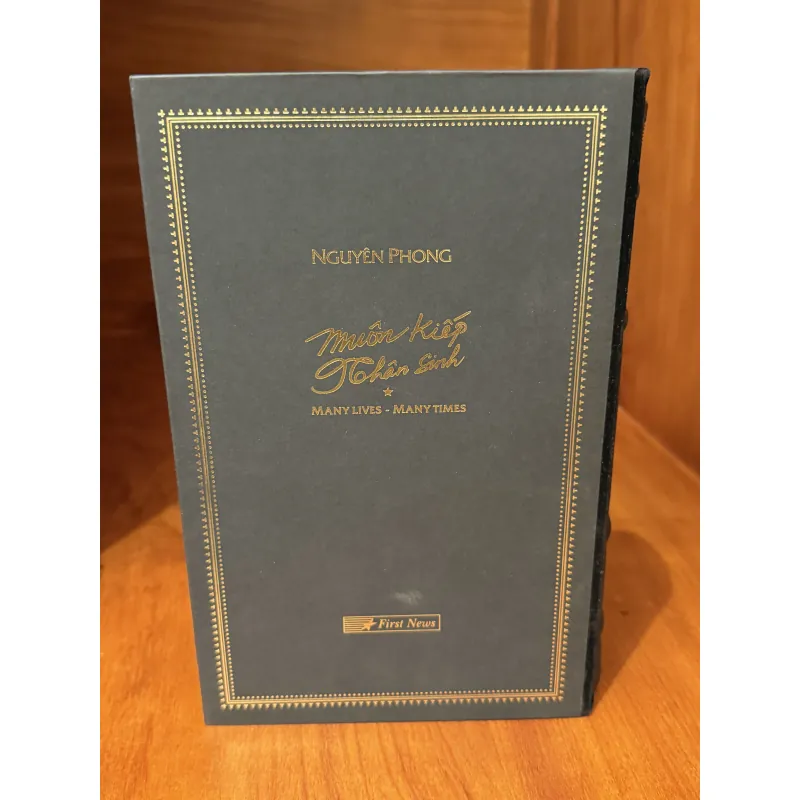 NGUYÊN PHONG
Muôn Kiếp
Nhân Sinh
MANY LIVES - MANY TIMES
First News